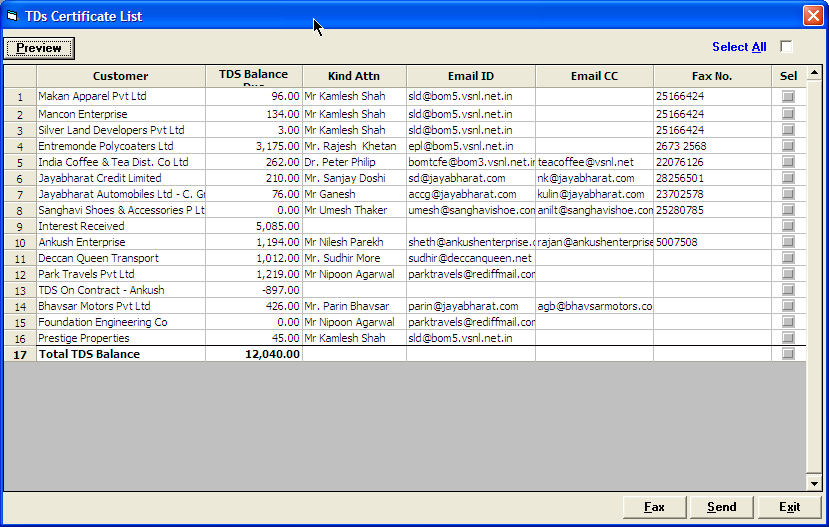 TDs Certificate List
Preview
Select All
Customer TDS Balance Due Kind Attn Email ID Email CC Fax No. Sel
1 Makan Apparel Pvt Ltd 96.00 Mr Kamlesh Shah sld@bom5.vsnl.net.in 25166424
2 Mancon Enterprise 134.00 Mr Kamlesh Shah sld@bom5.vsnl.net.in 25166424
3 Silver Land Developers Pvt Ltd 3.00 Mr Kamlesh Shah sld@bom5.vsnl.net.in 25166424
4 Entremonde Polycoaters Ltd 3,175.00 Mr. Rajesh Khetan epl@bom5.vsnl.net.in 2673 2568
5 India Coffee & Tea Dist. Co Ltd 262.00 Dr. Peter Philip bomtcfe@bom3.vsnl.net.in teacoffee@vsnl.net 22076126
6 Jayabharat Credit Limited 210.00 Mr. Sanjay Doshi sd@jayabharat.com nk@jayabharat.com 28256501
7 Jayabharat Automobiles Ltd - C. Gr 76.00 Mr Ganesh accg@jayabharat.com kulin@jayabharat.com 23702578
8 Sanghavi Shoes & Accessories P Lt 0.00 Mr Umesh Thaker umesh@sanghavishoe.com anilt@sanghavishoe.com 25280785
9 Interest Received 5,085.00
10 Ankush Enterprise 1,194.00 Mr Nilesh Parekh sheth@ankushenterprise.c rajan@ankushenterprise 5007508
11 Deccan Queen Transport 1,012.00 Mr. Sudhir More sudhir@deccanqueen.net
12 Park Travels Pvt Ltd 1,219.00 Mr Nipoon Agarwal parktravels@rediffmail.com
13 TDS On Contract - Ankush -897.00
14 Bhavsar Motors Pvt Ltd 426.00 Mr. Parin Bhavsar parin@jayabharat.com agb@bhavsarmotors.co
15 Foundation Engineering Co 0.00 Mr Nipoon Agarwal parktravels@rediffmail.com
16 Prestige Properties 45.00 Mr Kamlesh Shah sld@bom5.vsnl.net.in
17 Total TDS Balance 12,040.00
Fax Send Exit